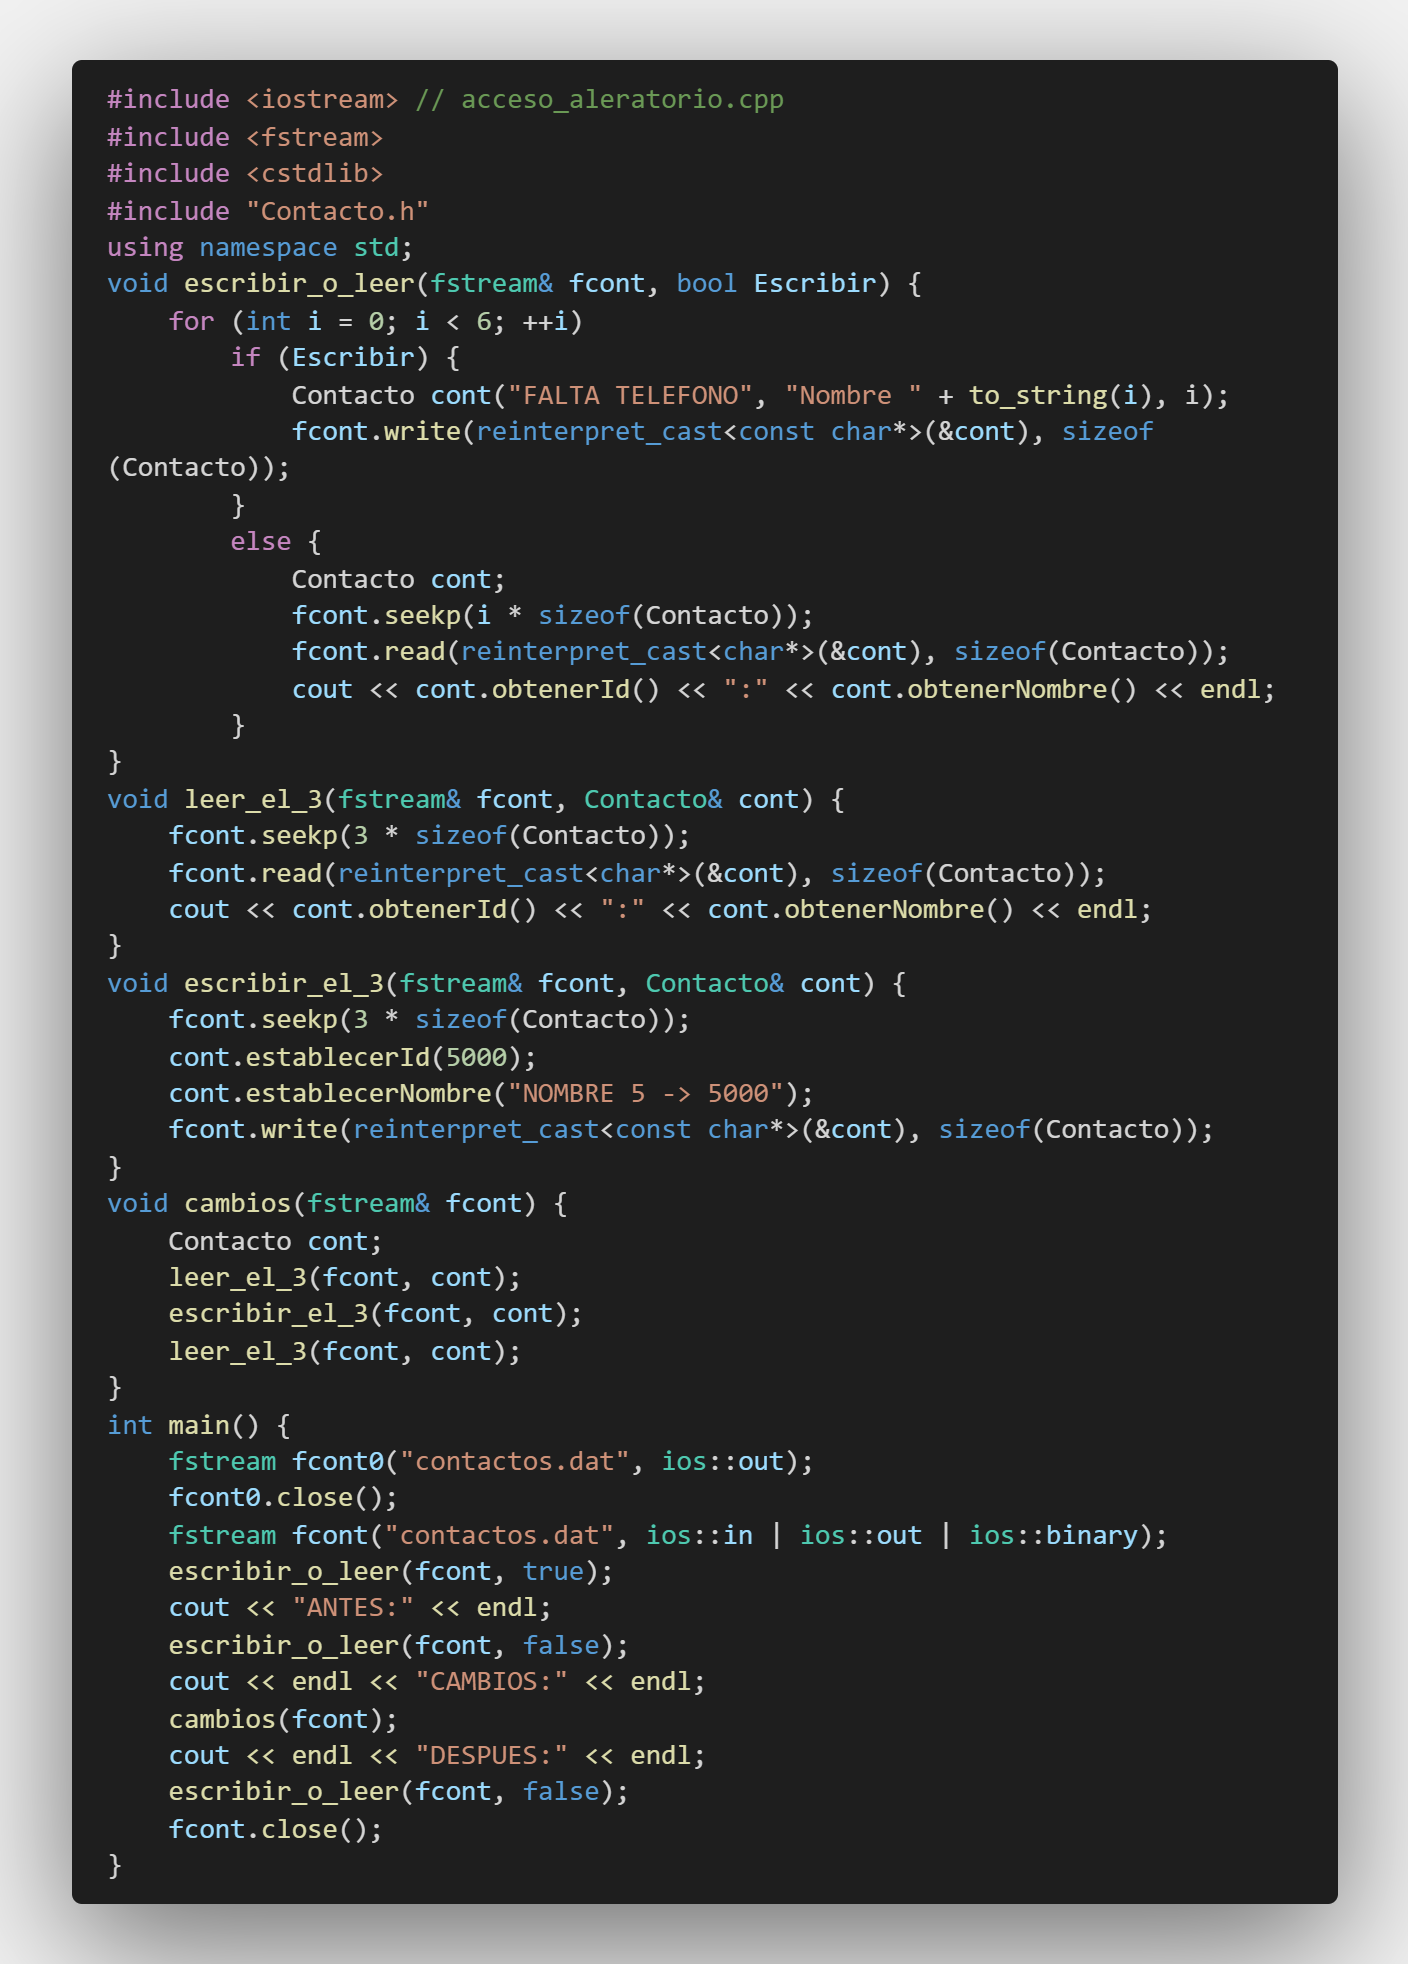 #include <iostream> // acceso_aleratorio.cpp
#include <fstream>
#include <cstdlib>
#include "Contacto.h"
using namespace std;
void escribir_o_leer(fstream& fcont, bool Escribir) {
    for (int i = 0; i < 6; ++i)
        if (Escribir) {
            Contacto cont("FALTA TELEFONO", "Nombre " + to_string(i), i);
            fcont.write(reinterpret_cast<const char*>(&cont), sizeof
(Contacto));
        }
        else {
            Contacto cont;
            fcont.seekp(i * sizeof(Contacto));
            fcont.read(reinterpret_cast<char*>(&cont), sizeof(Contacto));
            cout << cont.obtenerId() << ":" << cont.obtenerNombre() << endl;
        }
}
void leer_el_3(fstream& fcont, Contacto& cont) {
    fcont.seekp(3 * sizeof(Contacto));
    fcont.read(reinterpret_cast<char*>(&cont), sizeof(Contacto));
    cout << cont.obtenerId() << ":" << cont.obtenerNombre() << endl;
}
void escribir_el_3(fstream& fcont, Contacto& cont) {
    fcont.seekp(3 * sizeof(Contacto));
    cont.establecerId(5000);
    cont.establecerNombre("NOMBRE 5 -> 5000");
    fcont.write(reinterpret_cast<const char*>(&cont), sizeof(Contacto));
}
void cambios(fstream& fcont) {
    Contacto cont;
    leer_el_3(fcont, cont);
    escribir_el_3(fcont, cont);
    leer_el_3(fcont, cont);
}
int main() {
    fstream fcont0("contactos.dat", ios::out);
    fcont0.close();
    fstream fcont("contactos.dat", ios::in | ios::out | ios::binary);
    escribir_o_leer(fcont, true);
    cout << "ANTES:" << endl;
    escribir_o_leer(fcont, false);
    cout << endl << "CAMBIOS:" << endl;
    cambios(fcont);
    cout << endl << "DESPUES:" << endl;
    escribir_o_leer(fcont, false);
    fcont.close();
}